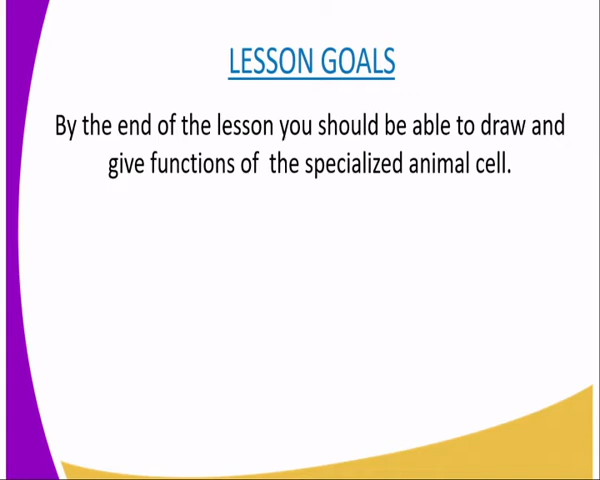 LESSON GOALS
By the end of the lesson you should be able to draw and
give functions of  the specialized animal cell.